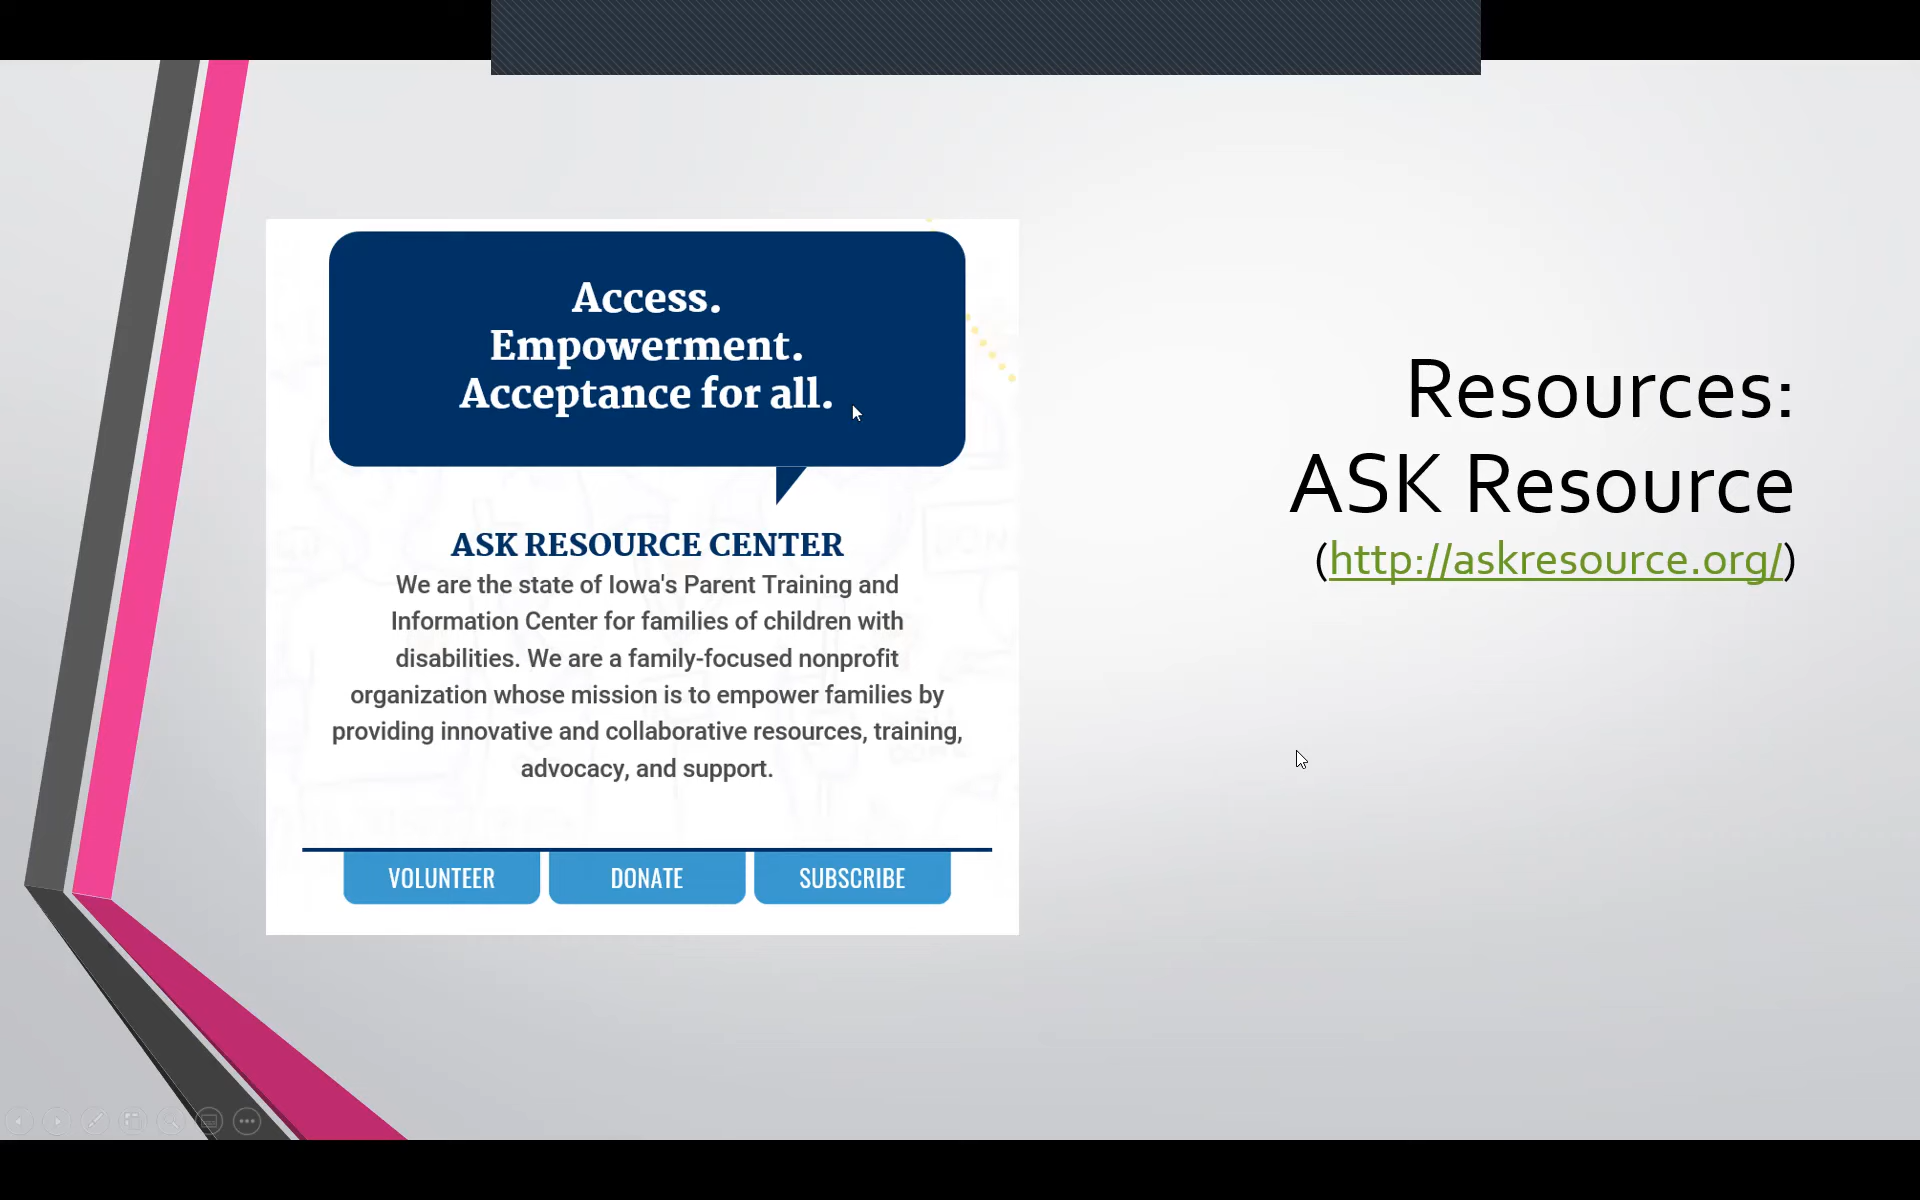 Access.
Empowerment.
Acceptance for all.
ASK RESOURCE CENTER
We are the state of Iowa's Parent Training and
Information Center for families of children with
disabilities. We are a family-focused nonprofit
organization whose mission is to empower families by
providing innovative and collaborative resources, training,
advocacy, and support.
VOLUNTEER
DONATE
SUBSCRIBE
Resources:
ASK Resource
(http://askresource.org/)